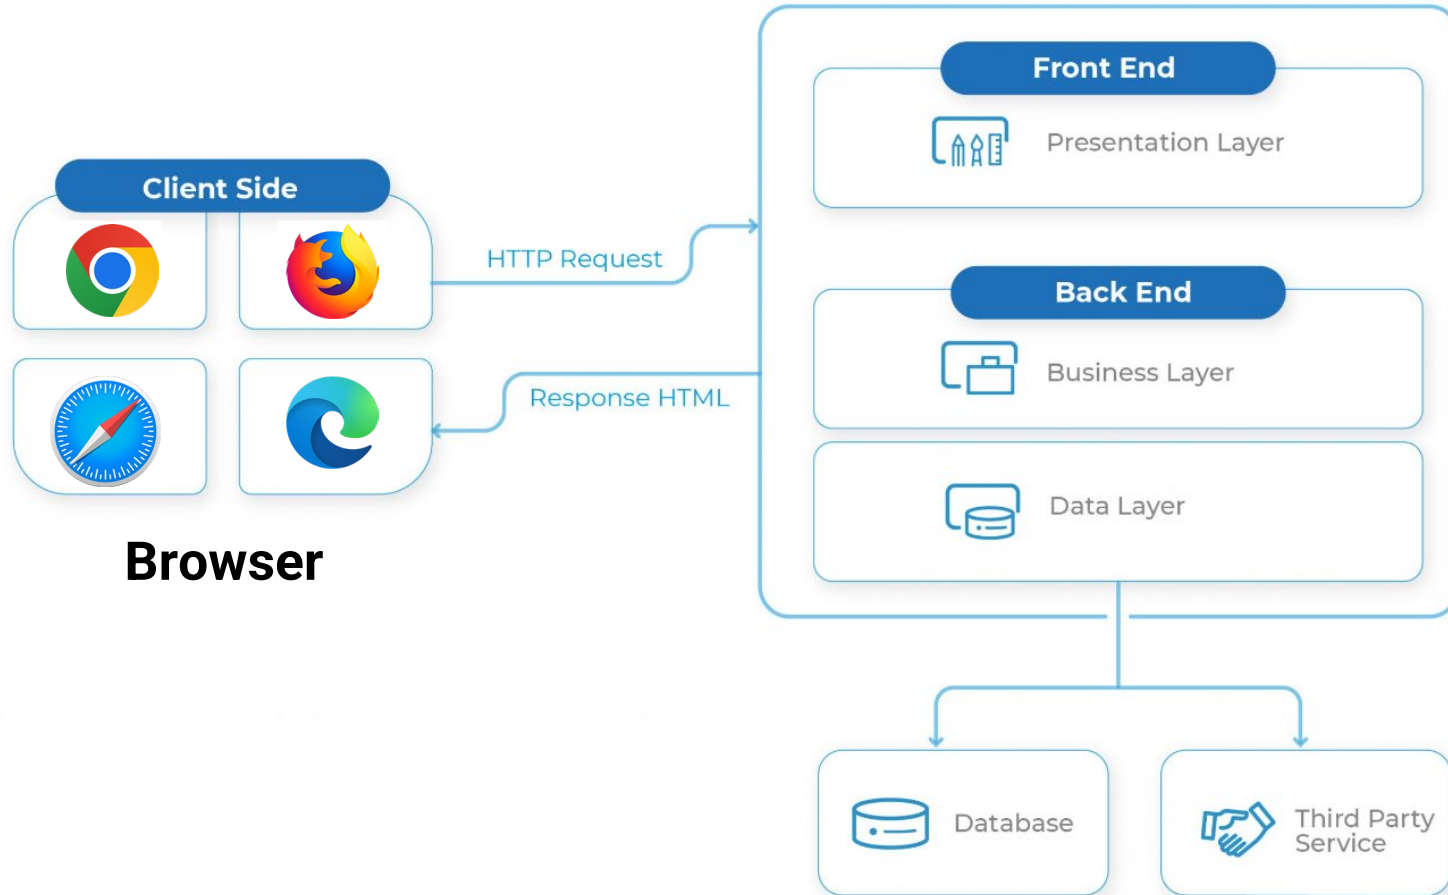 Client Side
Browser
HTTP Request
Response HTML
Front End
Presentation Layer
Back End
Business Layer
Data Layer
Database
Third Party
Service